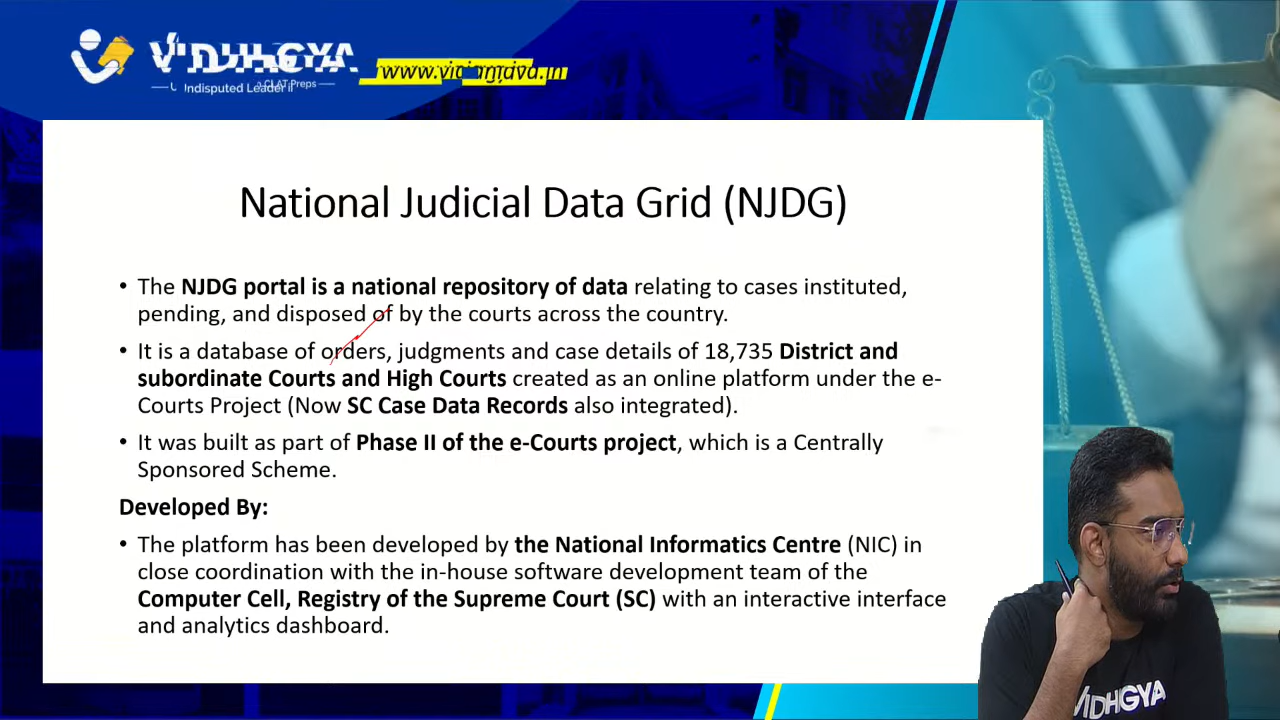 VIDHGYA
Undisputed Leader in CLAT Preps
National Judicial Data Grid (NJDG)
• The NJDG portal is a national repository of data relating to cases instituted,
pending, and disposed of by the courts across the country.
• It is a database of orders, judgments and case details of 18,735 District and
subordinate Courts and High Courts created as an online platform under the e-
Courts Project (Now SC Case Data Records also integrated).
• It was built as part of Phase II of the e-Courts project, which is a Centrally
Sponsored Scheme.
Developed By:
• The platform has been developed by the National Informatics Centre (NIC) in
close coordination with the in-house software development team of the
Computer Cell, Registry of the Supreme Court (SC) with an interactive interface
and analytics dashboard.
VIDHGYA